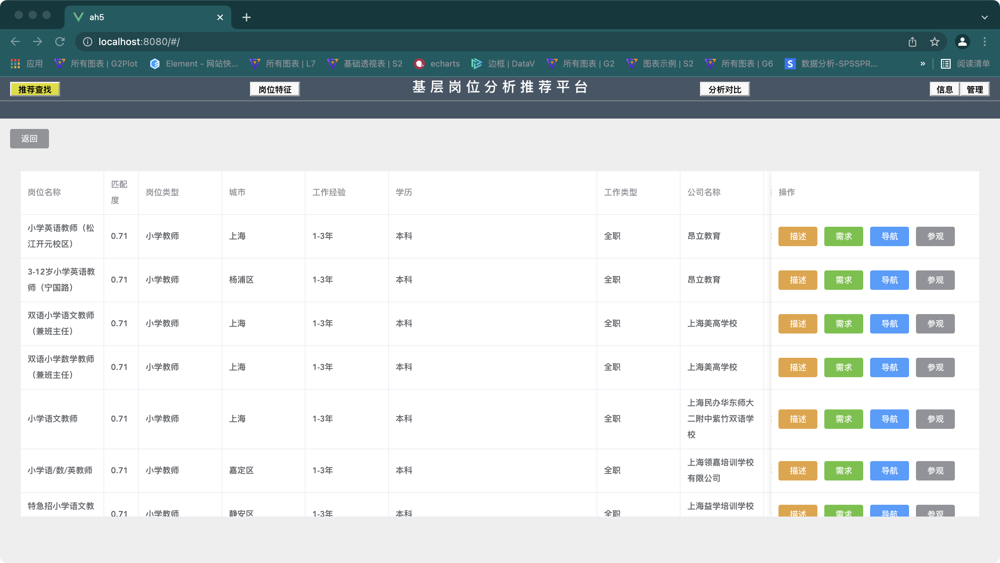 ah5
localhost:8080/#/
应用 所有图表 | G2Plot Element - 网站快... 所有图表 | L7 基础透视表 | S2 echarts 边框 | DataV 所有图表 | G2 图表示例 | S2 所有图表 | G6 数据分析-SPSSPR... » 阅读清单
推荐查找 岗位特征 基层岗位分析推荐平台 分析对比 信息 管理
返回
岗位名称 匹配度 岗位类型 城市 工作经验 学历 工作类型 公司名称 操作
小学英语教师（松江开元校区） 0.71 小学教师 上海 1-3年 本科 全职 昂立教育 描述 需求 导航 参观
3-12岁小学英语教师（宁国路） 0.71 小学教师 杨浦区 1-3年 本科 全职 昂立教育 描述 需求 导航 参观
双语小学语文教师（兼班主任） 0.71 小学教师 上海 1-3年 本科 全职 上海美高学校 描述 需求 导航 参观
双语小学数学教师（兼班主任） 0.71 小学教师 上海 1-3年 本科 全职 上海美高学校 描述 需求 导航 参观
小学语文教师 0.71 小学教师 上海 1-3年 本科 全职 上海民办华东师大二附中紫竹双语学校 描述 需求 导航 参观
小学语/数/英教师 0.71 小学教师 嘉定区 1-3年 本科 全职 上海领嘉培训学校有限公司 描述 需求 导航 参观
特急招小学语文教 0.71 小学教师 静安区 1-3年 本科 全职 上海益学培训学校 描述 需求 导航 参观